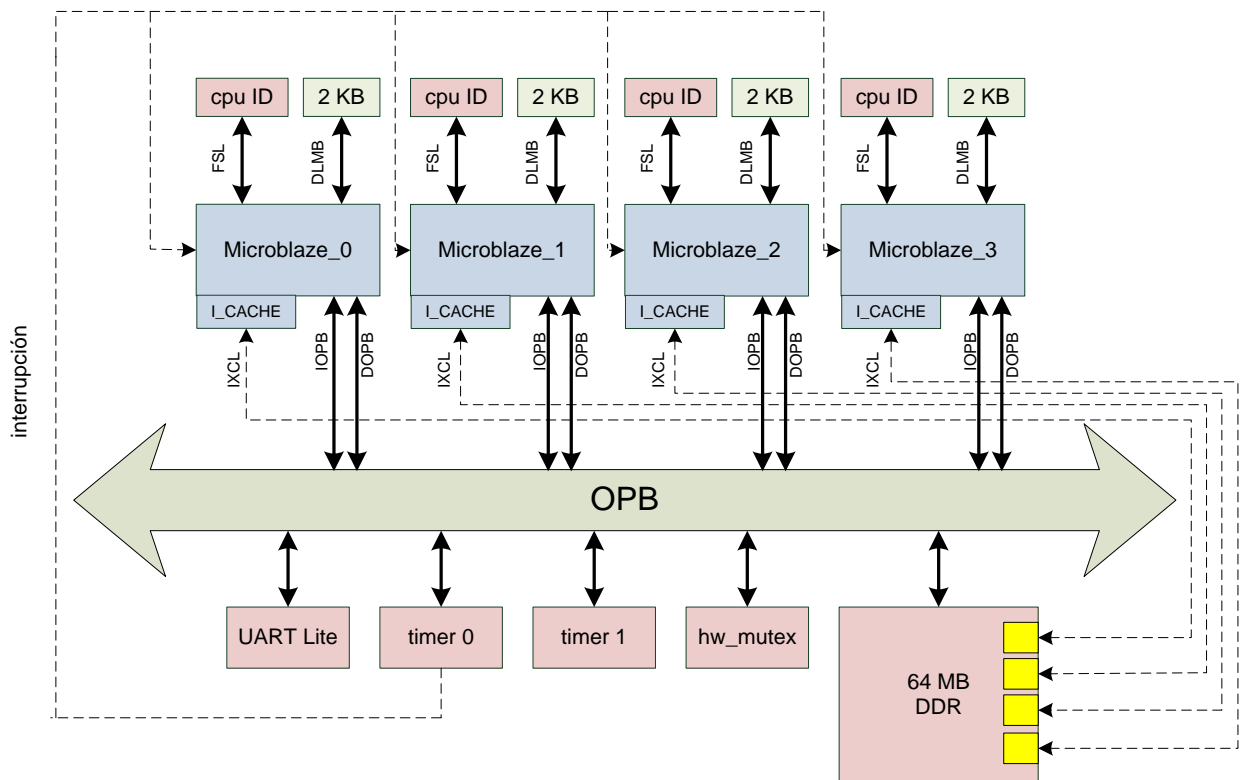 cpu ID
2 KB
cpu ID
2 KB
cpu ID
2 KB
cpu ID
2 KB
FSL
DLMB
FSL
DLMB
FSL
DLMB
FSL
DLMB
Microblaze_0
Microblaze_1
Microblaze_2
Microblaze_3
I_CACHE
I_CACHE
I_CACHE
I_CACHE
IXCL
IOPB
DOPB
IXCL
IOPB
DOPB
IXCL
IOPB
DOPB
IXCL
IOPB
DOPB
interrupción
OPB
UART Lite
timer 0
timer 1
hw_mutex
64 MB
DDR